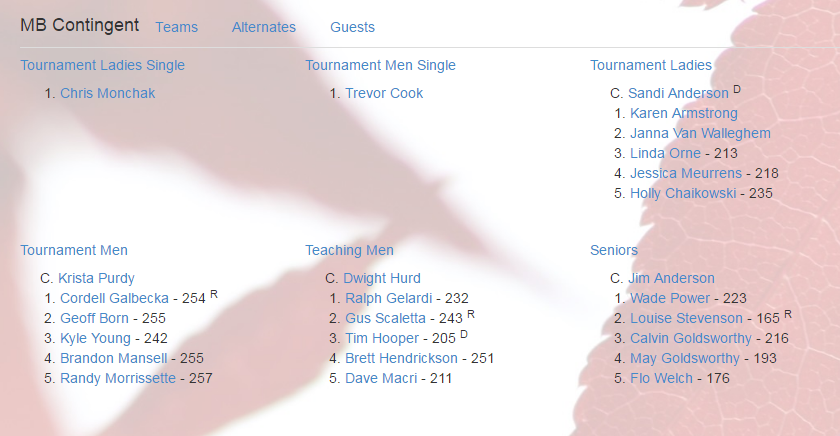 MB Contingent Teams Alternates Guests
Tournament Ladies Single
1. Chris Monchak
Tournament Men Single
1. Trevor Cook
Tournament Ladies
C. Sandi Anderson D
1. Karen Armstrong
2. Janna Van Walleghem
3. Linda Orne - 213
4. Jessica Meurrens - 218
5. Holly Chaikowski - 235
Tournament Men
C. Krista Purdy
1. Cordell Galbecka - 254 R
2. Geoff Born - 255
3. Kyle Young - 242
4. Brandon Mansell - 255
5. Randy Morrissette - 257
Teaching Men
C. Dwight Hurd
1. Ralph Gelardi - 232
2. Gus Scaletta - 243 R
3. Tim Hooper - 205 D
4. Brett Hendrickson - 251
5. Dave Macri - 211
Seniors
C. Jim Anderson
1. Wade Power - 223
2. Louise Stevenson - 165 R
3. Calvin Goldsworthy - 216
4. May Goldsworthy - 193
5. Flo Welch - 176